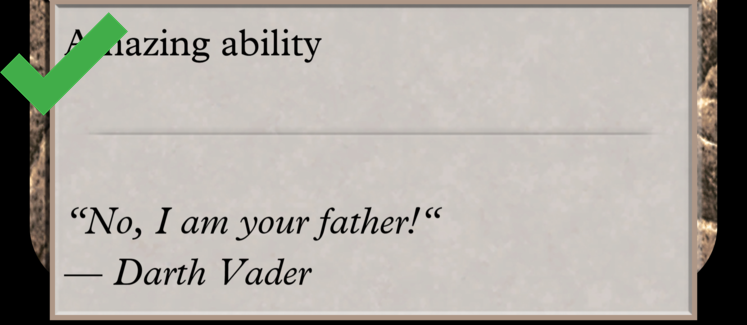 Amazing ability
“No, I am your father!“
— Darth Vader